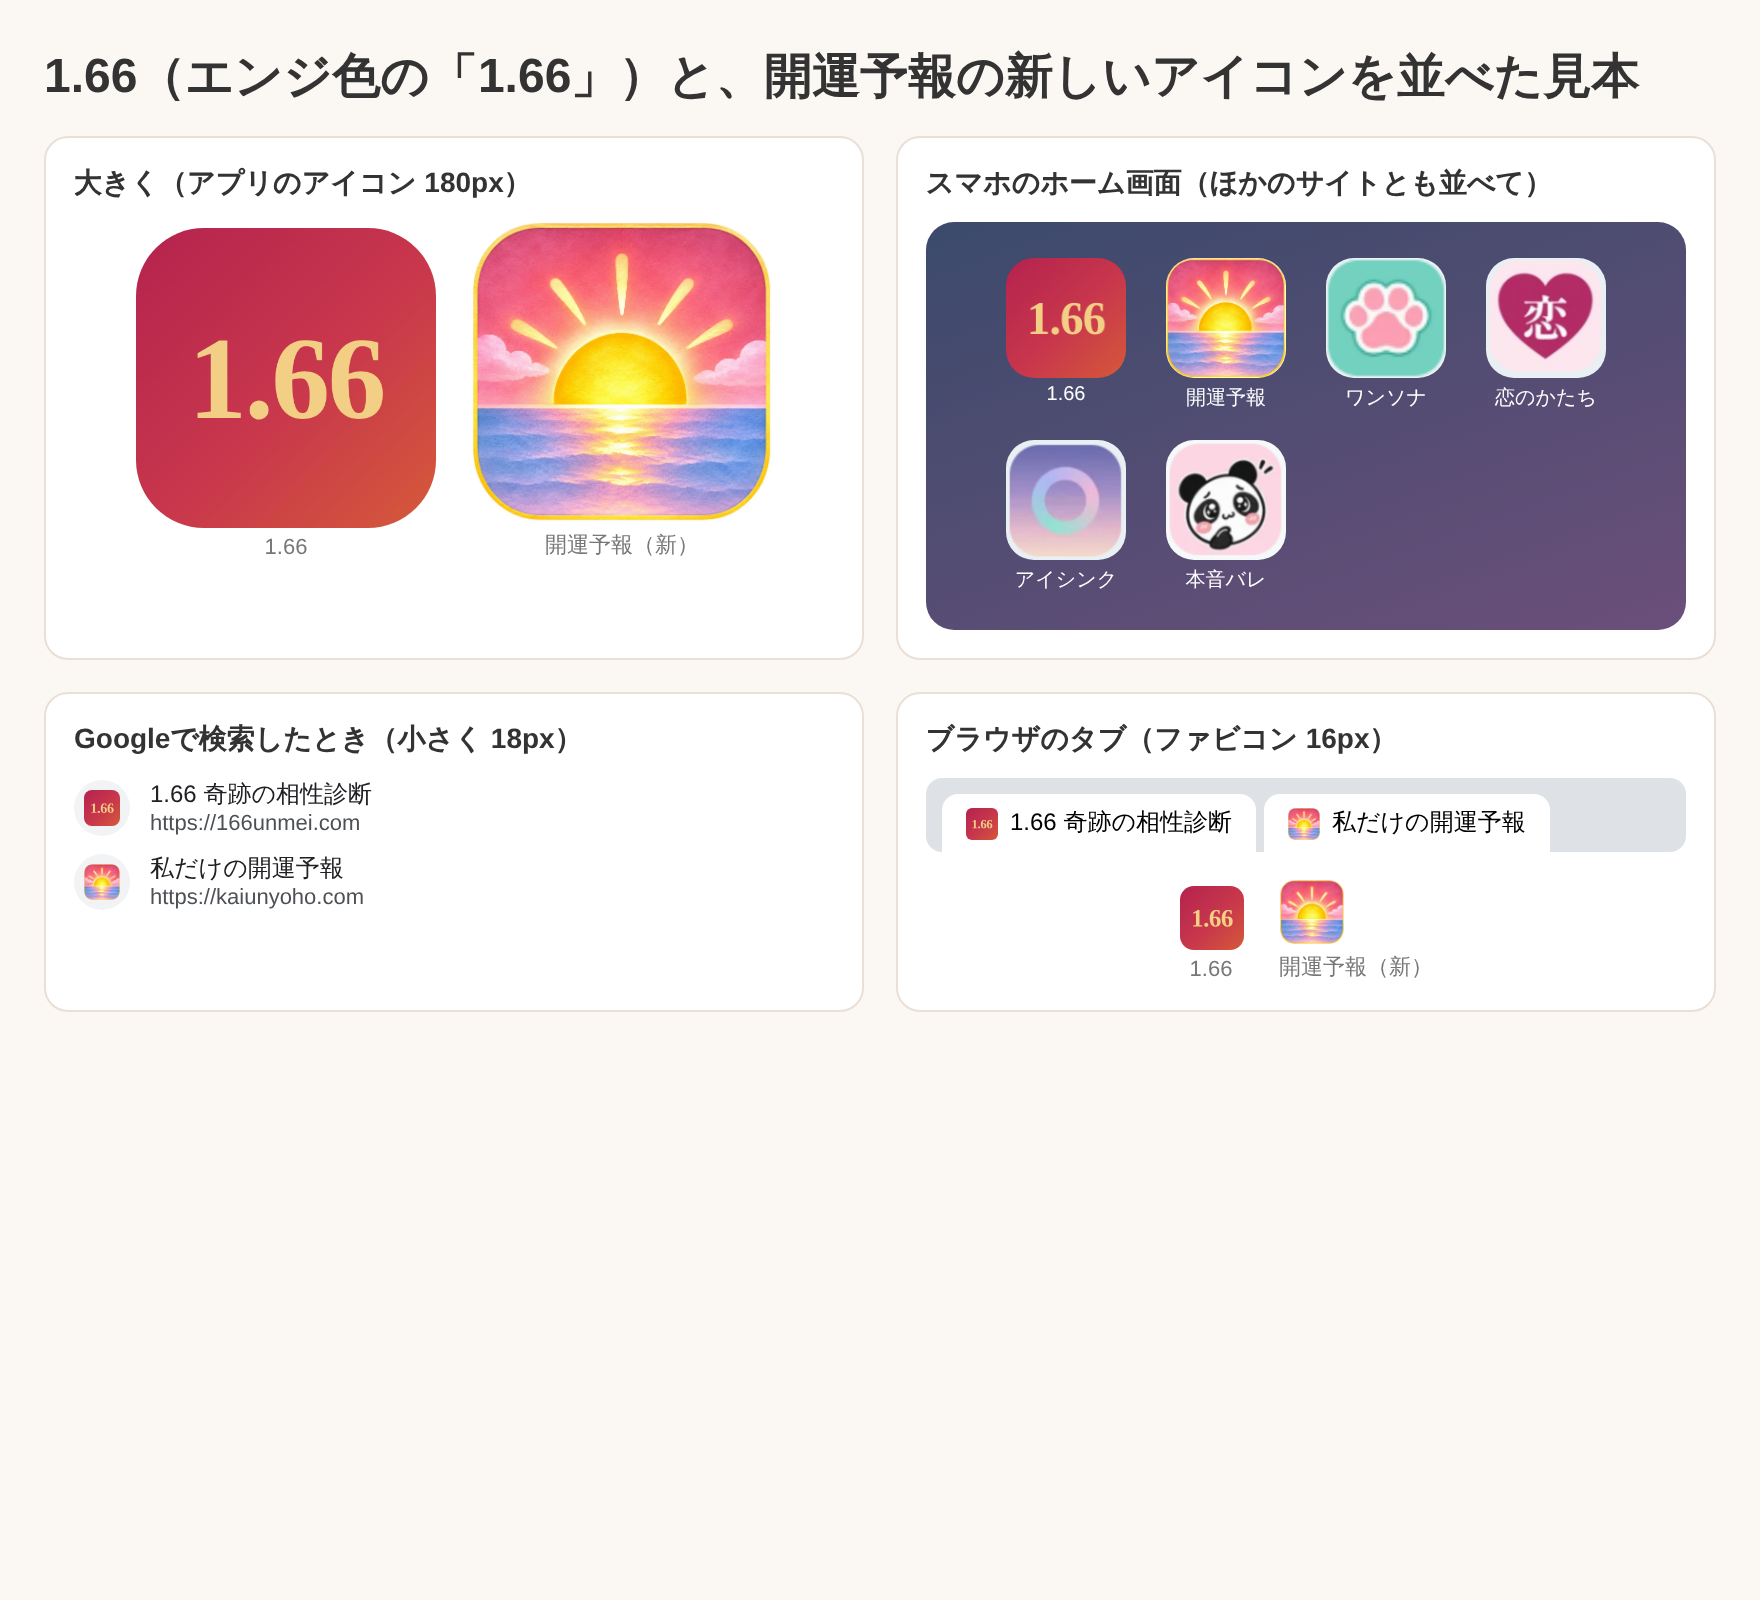 1.66（エンジ色の「1.66」）と、開運予報の新しいアイコンを並べた見本
大きく（アプリのアイコン 180px）
1.66
1.66
開運予報（新）
スマホのホーム画面（ほかのサイトとも並べて）
1.66
恋
1.66
開運予報
ワンソナ
恋のかたち
アイシンク
本音バレ
Googleで検索したとき（小さく 18px）
1.66
1.66 奇跡の相性診断
https://166unmei.com
私だけの開運予報
https://kaiunyoho.com
ブラウザのタブ（ファビコン 16px）
1.66
1.66 奇跡の相性診断
私だけの開運予報
1.66
1.66
開運予報（新）